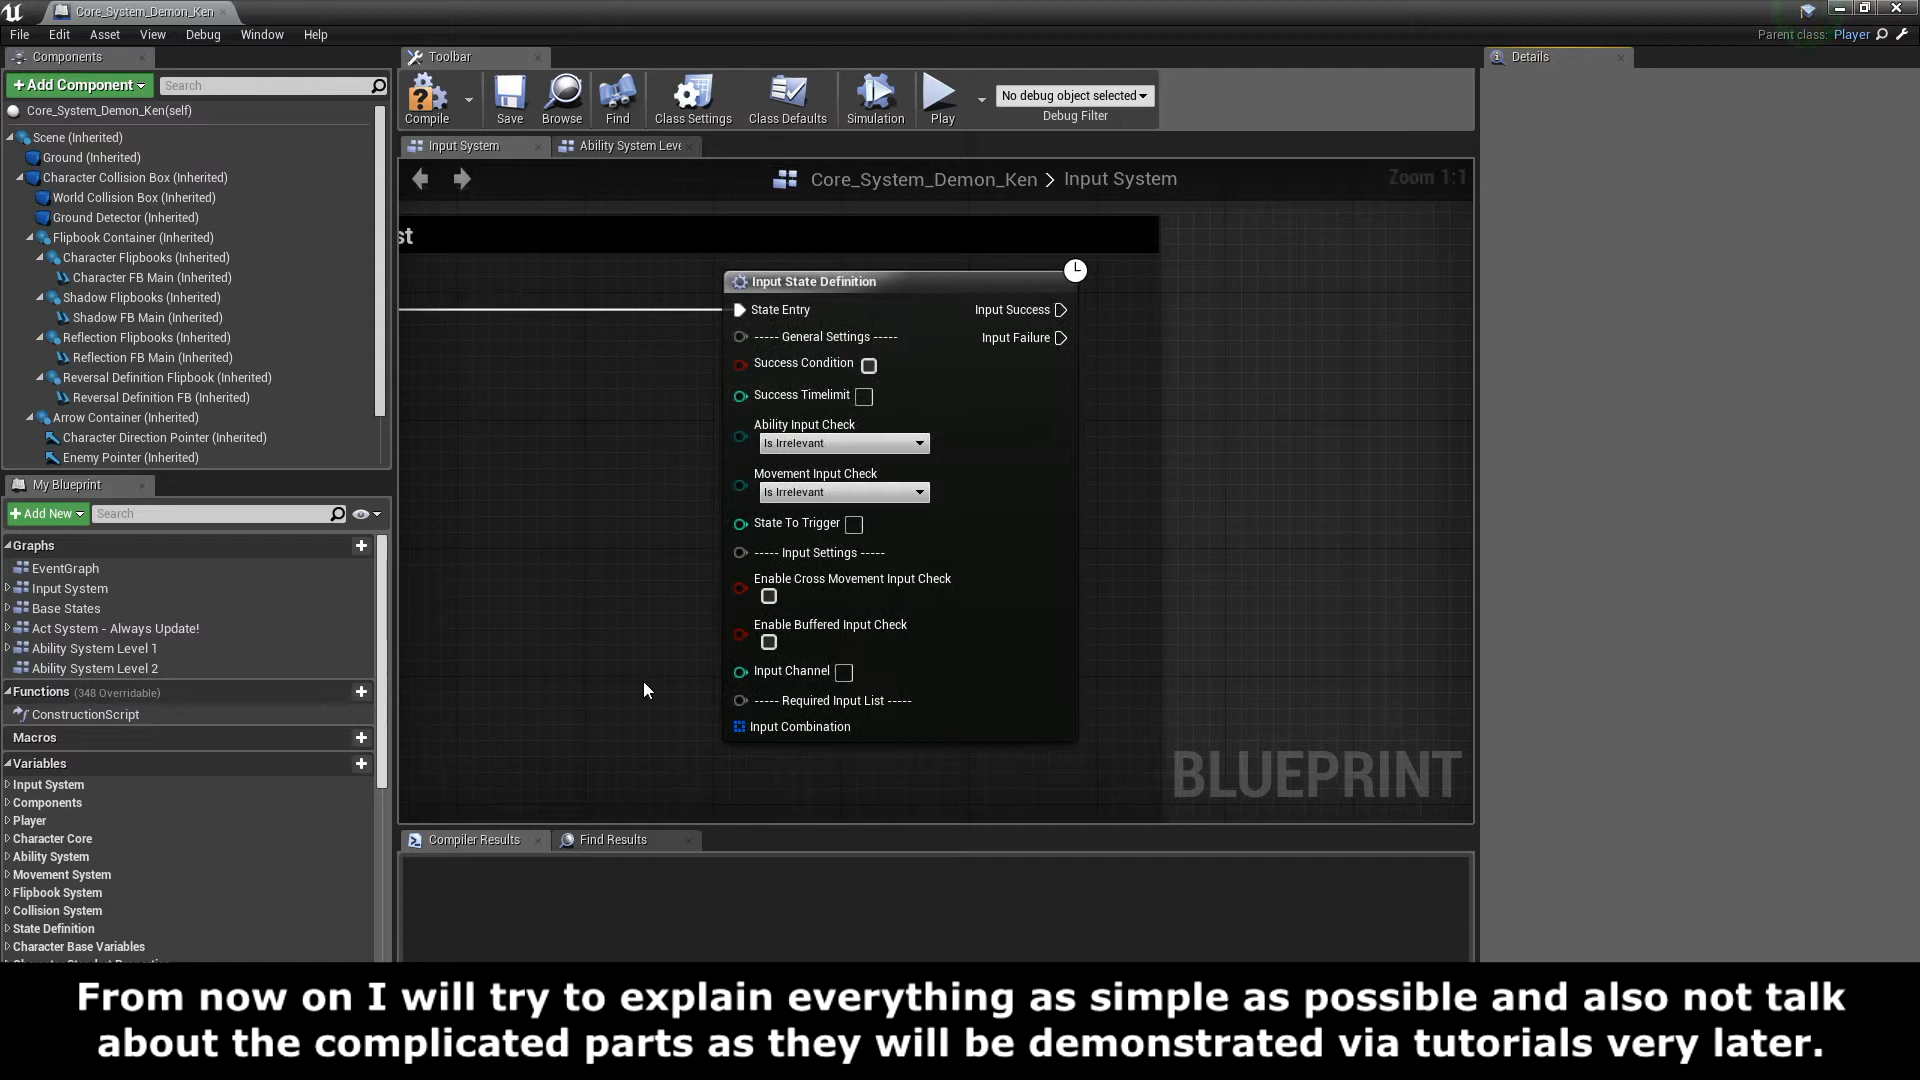 Core_System_Demon_Ken
File Edit Asset View Debug Window Help
Parent class: Player
Components
+Add Component
Search
Core_System_Demon_Ken(self)
Scene (Inherited)
Ground (Inherited)
Character Collision Box (Inherited)
World Collision Box (Inherited)
Ground Detector (Inherited)
Flipbook Container (Inherited)
Character Flipbooks (Inherited)
Character FB Main (Inherited)
Shadow Flipbooks (Inherited)
Shadow FB Main (Inherited)
Reflection Flipbooks (Inherited)
Reflection FB Main (Inherited)
Reversal Definition Flipbook (Inherited)
Reversal Definition FB (Inherited)
Arrow Container (Inherited)
Character Direction Pointer (Inherited)
Enemy Pointer (Inherited)
My Blueprint
+Add New
Search
Graphs
EventGraph
Input System
Base States
Act System - Always Update!
Ability System Level 1
Ability System Level 2
Functions (348 Overridable)
ConstructionScript
Macros
Variables
Input System
Components
Player
Character Core
Ability System
Movement System
Flipbook System
Collision System
State Definition
Character Base Variables
Toolbar
Compile
Save
Browse
Find
Class Settings
Class Defaults
Simulation
Play
No debug object selected
Debug Filter
Input System
Ability System Leve
Core_System_Demon_Ken > Input System
Zoom 1:1
st
Input State Definition
State Entry
Input Success
----- General Settings -----
Input Failure
Success Condition
Success Timelimit
Ability Input Check
Is Irrelevant
Movement Input Check
Is Irrelevant
State To Trigger
----- Input Settings -----
Enable Cross Movement Input Check
Enable Buffered Input Check
Input Channel
----- Required Input List -----
Input Combination
BLUEPRINT
Compiler Results
Find Results
Details
From now on I will try to explain everything as simple as possible and also not talk
about the complicated parts as they will be demonstrated via tutorials very later.